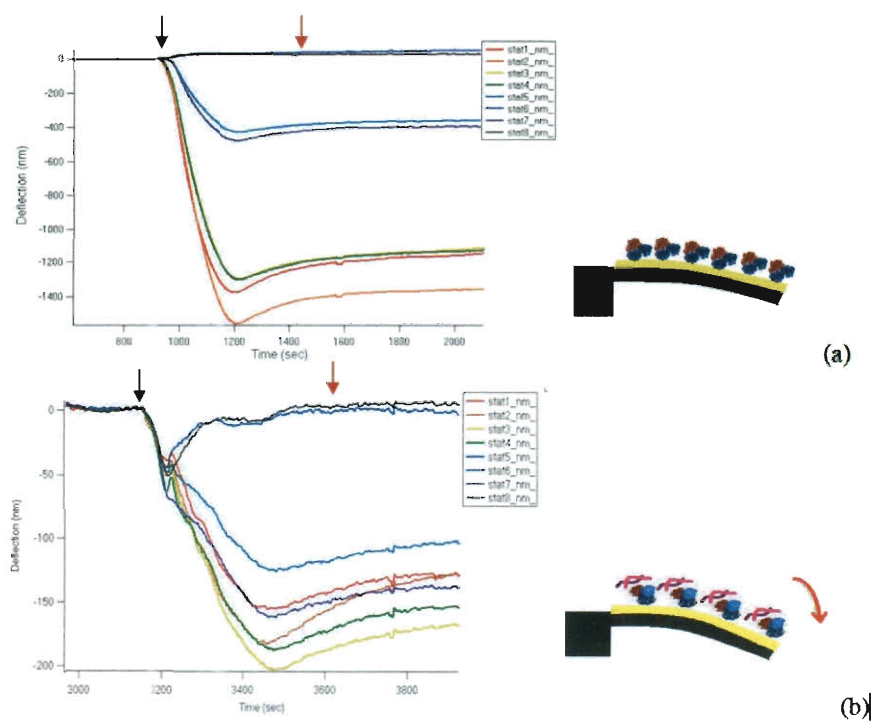 0
-200
-400
-600
-800
-1000
-1200
-1400
Deflection (nm)
800
1000
1200
1400
1600
1800
2000
Time (sec)
stat1_nm_
stat2_nm_
stat3_nm_
stat4_nm_
stat5_nm_
stat6_nm_
stat7_nm_
stat8_nm_
(a)
0
-50
-100
-150
-200
Deflection (nm)
3000
3200
3400
3600
3800
Time (sec)
stat1_nm_
stat2_nm_
stat3_nm_
stat4_nm_
stat5_nm_
stat6_nm_
stat7_nm_
stat8_nm_
(b)